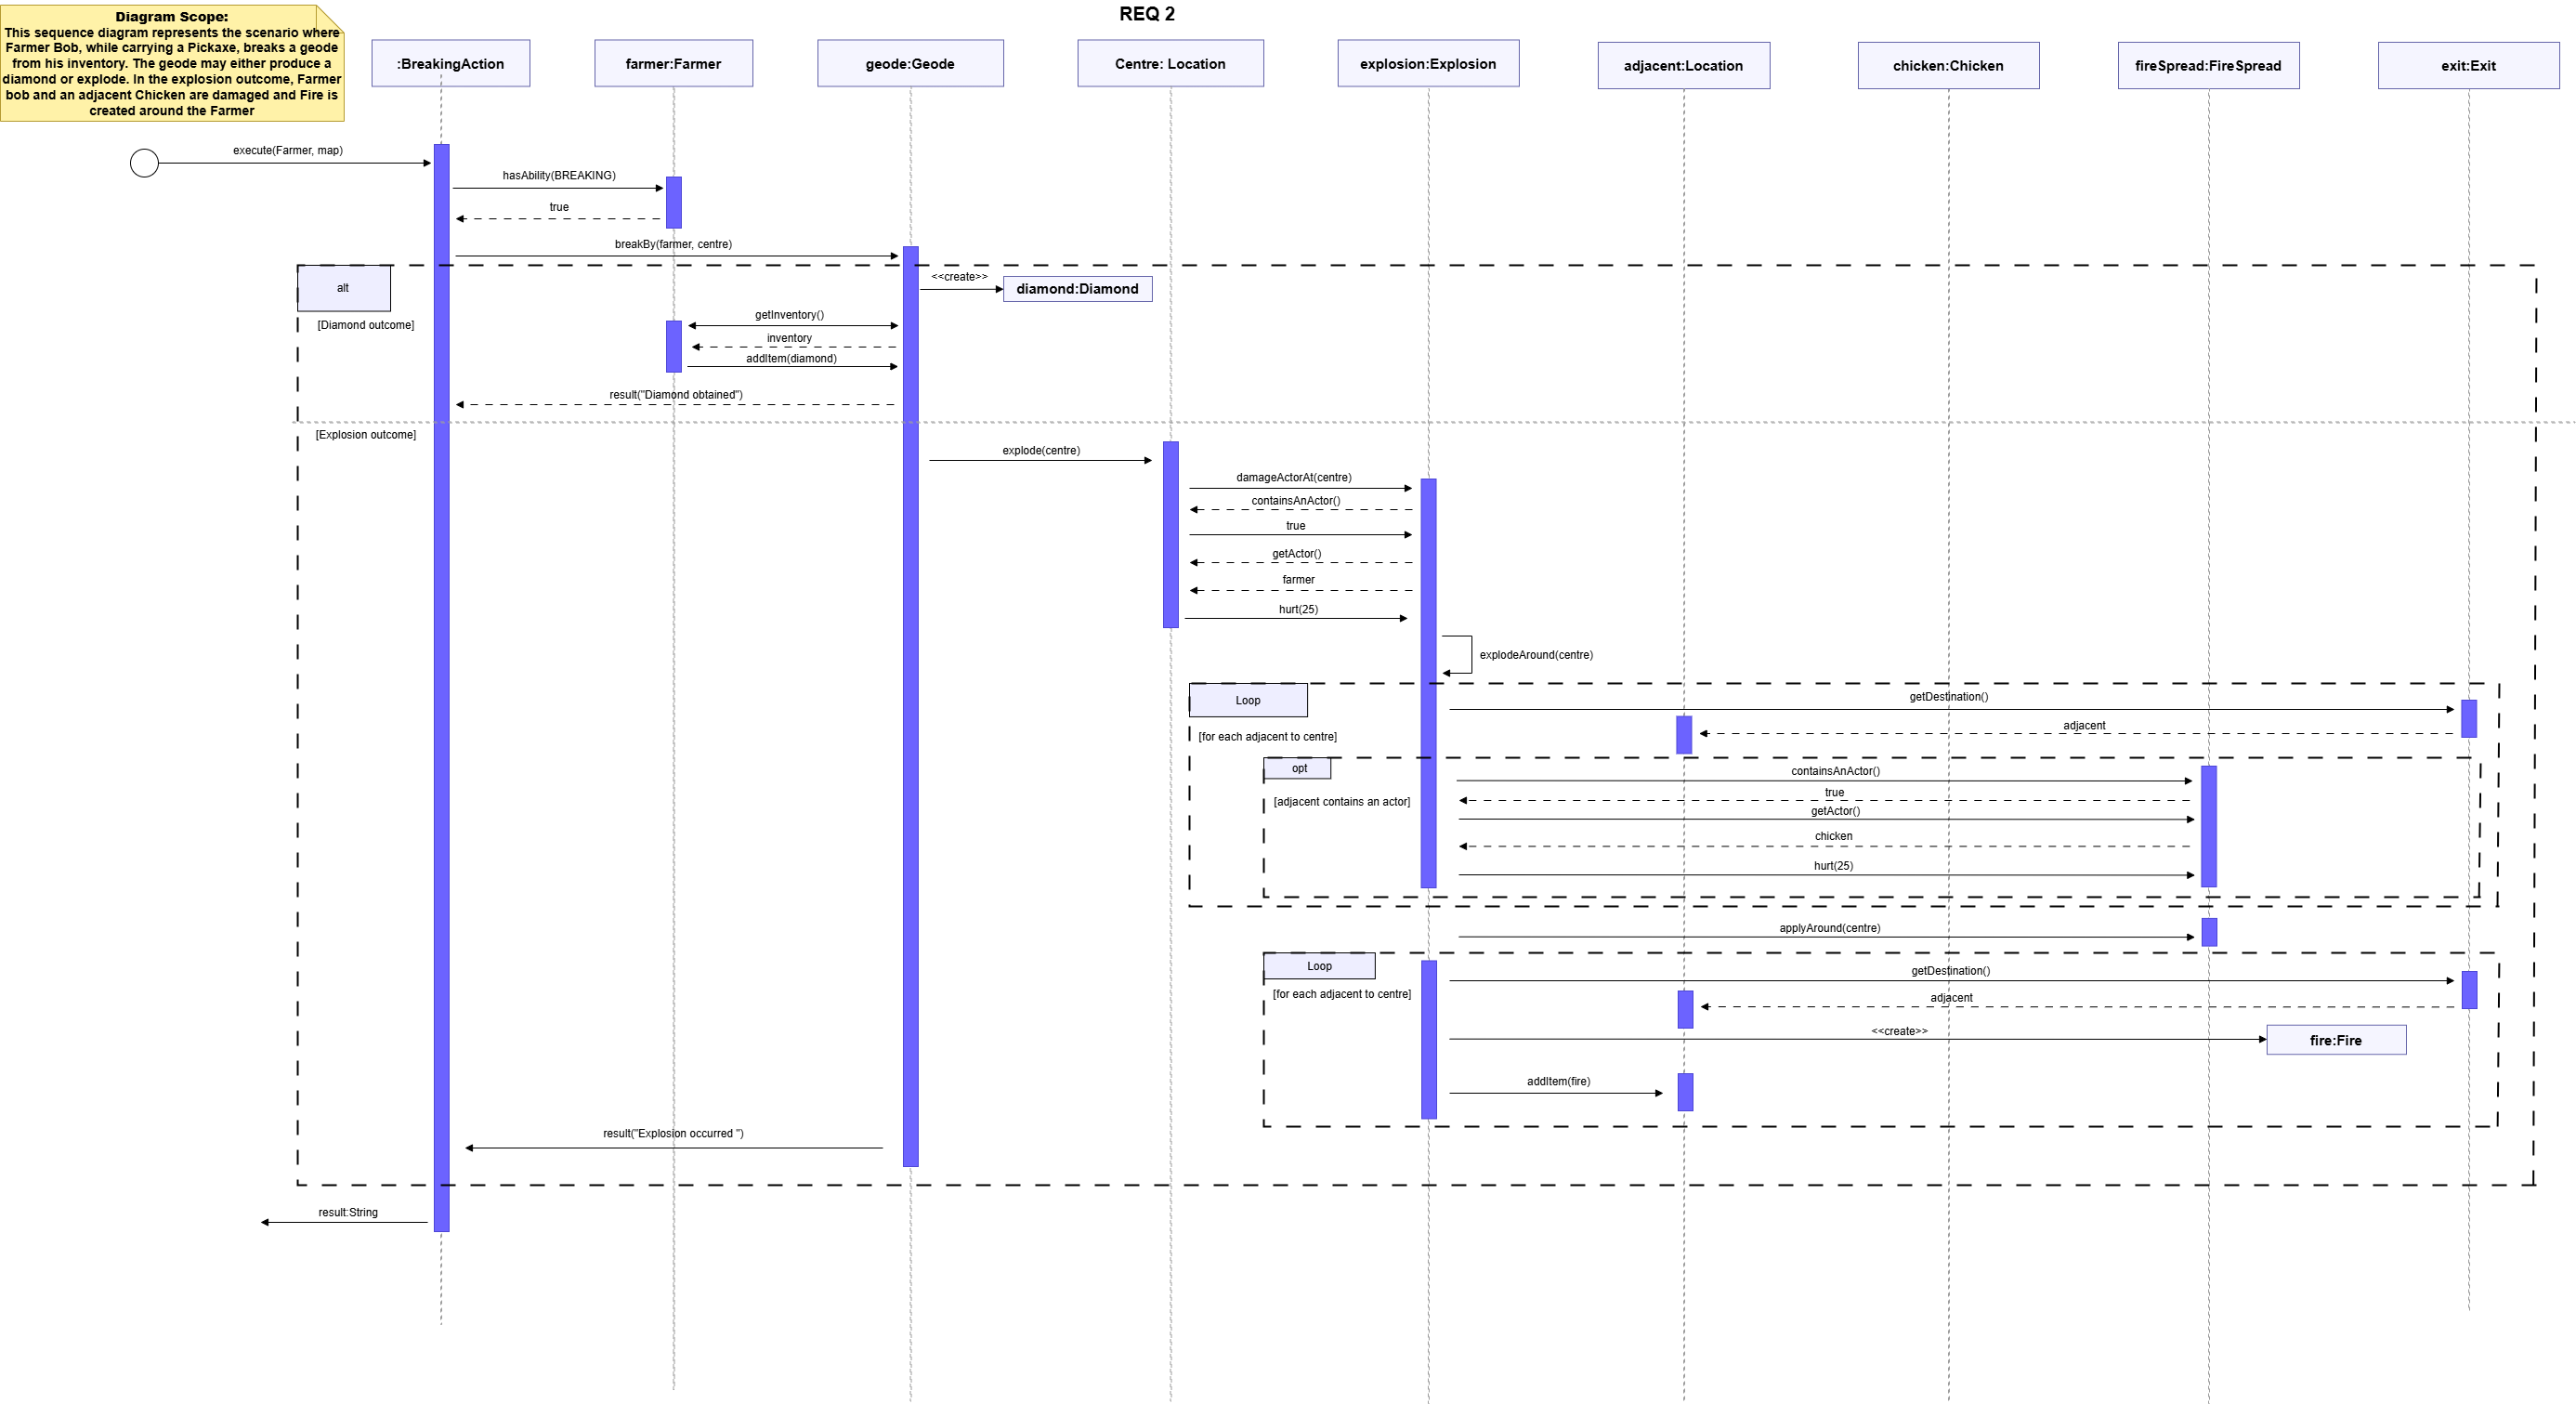 REQ 2
Diagram Scope:
This sequence diagram represents the scenario where
Farmer Bob, while carrying a Pickaxe, breaks a geode
from his inventory. The geode may either produce a
diamond or explode. In the explosion outcome, Farmer
bob and an adjacent Chicken are damaged and Fire is
created around the Farmer
:BreakingAction
farmer:Farmer
geode:Geode
Centre: Location
explosion:Explosion
adjacent:Location
chicken:Chicken
fireSpread:FireSpread
exit:Exit
execute(Farmer, map)
hasAbility(BREAKING)
true
breakBy(farmer, centre)
alt
<<create>>
diamond:Diamond
[Diamond outcome]
getInventory()
inventory
addItem(diamond)
result("Diamond obtained")
[Explosion outcome]
explode(centre)
damageActorAt(centre)
containsAnActor()
true
getActor()
farmer
hurt(25)
explodeAround(centre)
Loop
getDestination()
[for each adjacent to centre]
adjacent
opt
containsAnActor()
[adjacent contains an actor]
true
getActor()
chicken
hurt(25)
applyAround(centre)
Loop
getDestination()
[for each adjacent to centre]
adjacent
<<create>>
fire:Fire
addItem(fire)
result("Explosion occurred ")
result:String